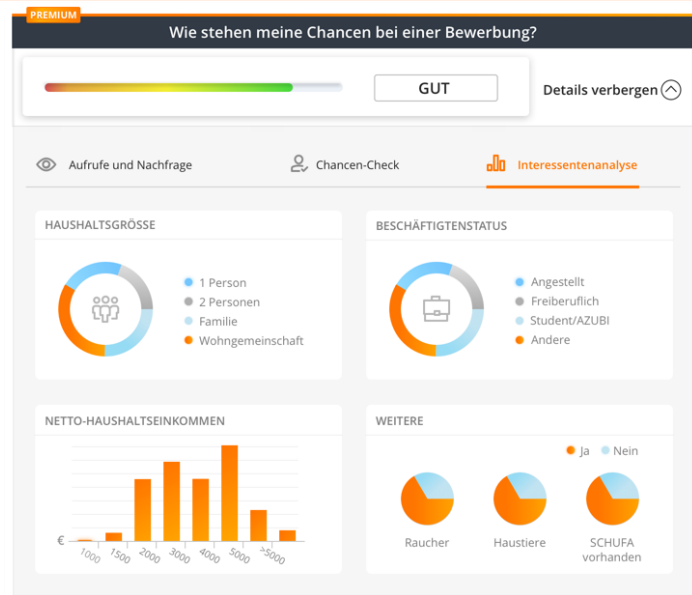 PREMIUM
Wie stehen meine Chancen bei einer Bewerbung?
GUT
Details verbergen
Aufrufe und Nachfrage
Chancen-Check
Interessentenanalyse
HAUSHALTSGRÖSSE
1 Person
2 Personen
Familie
Wohngemeinschaft
BESCHÄFTIGTENSTATUS
Angestellt
Freiberuflich
Student/AZUBI
Andere
NETTO-HAUSHALTSEINKOMMEN
€
1000 1500 2000 3000 4000 5000 >5000
WEITERE
Ja Nein
Raucher
Haustiere
SCHUFA
vorhanden